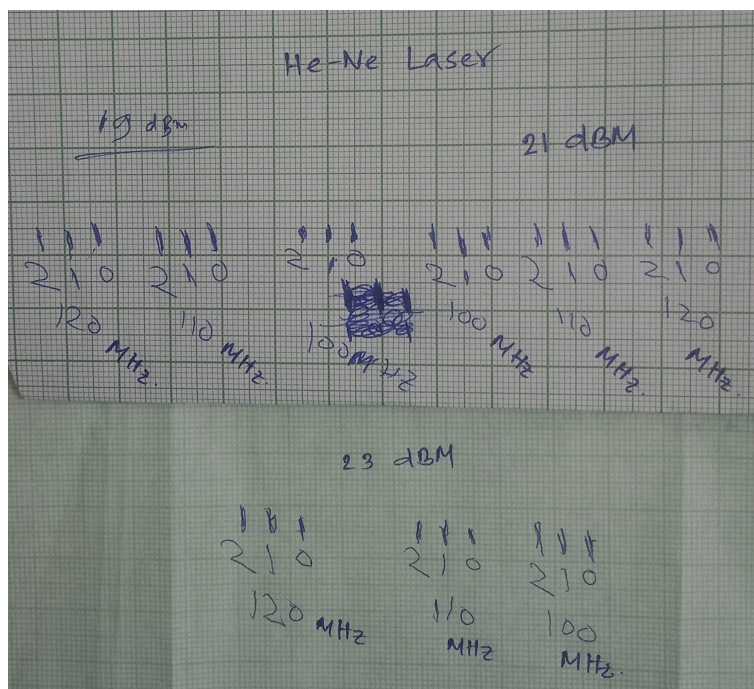 He-Ne Laser
19 dBm
21 dBM
2 1 0 2 1 0 2 1 0 2 1 0 2 1 0 2 1 0
120 110 100 100 110 120
MHz. MHz. MHz MHz MHz. MHz.
23 dBM
2 1 0 2 1 0 2 1 0
120 110 100
MHz MHz MHz.